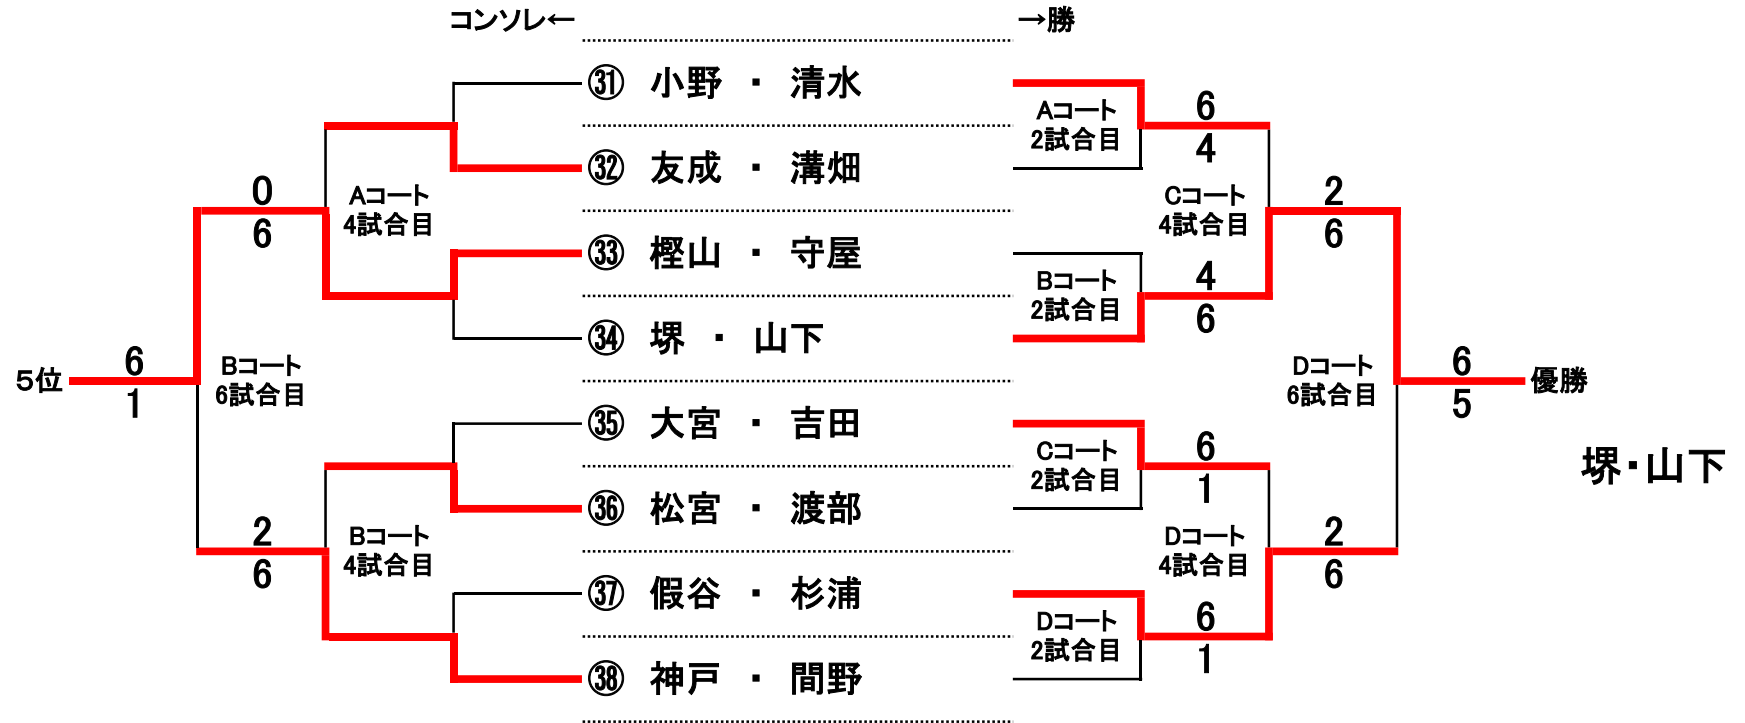 コンソレ← →勝
㉛ 小野 ・ 清水
Aコート
2試合目
6
4
㉜ 友成 ・ 溝畑
0
6
Aコート
4試合目
Cコート
4試合目
2
6
㉝ 樫山 ・ 守屋
Bコート
2試合目
4
6
㉞ 堺 ・ 山下
5位
6
1
Bコート
6試合目
Dコート
6試合目
6
5
優勝
㉟ 大宮 ・ 吉田
Cコート
2試合目
6
1
堺・山下
㊱ 松宮 ・ 渡部
2
6
Bコート
4試合目
Dコート
4試合目
2
6
㊲ 假谷 ・ 杉浦
Dコート
2試合目
6
1
㊳ 神戸 ・ 間野